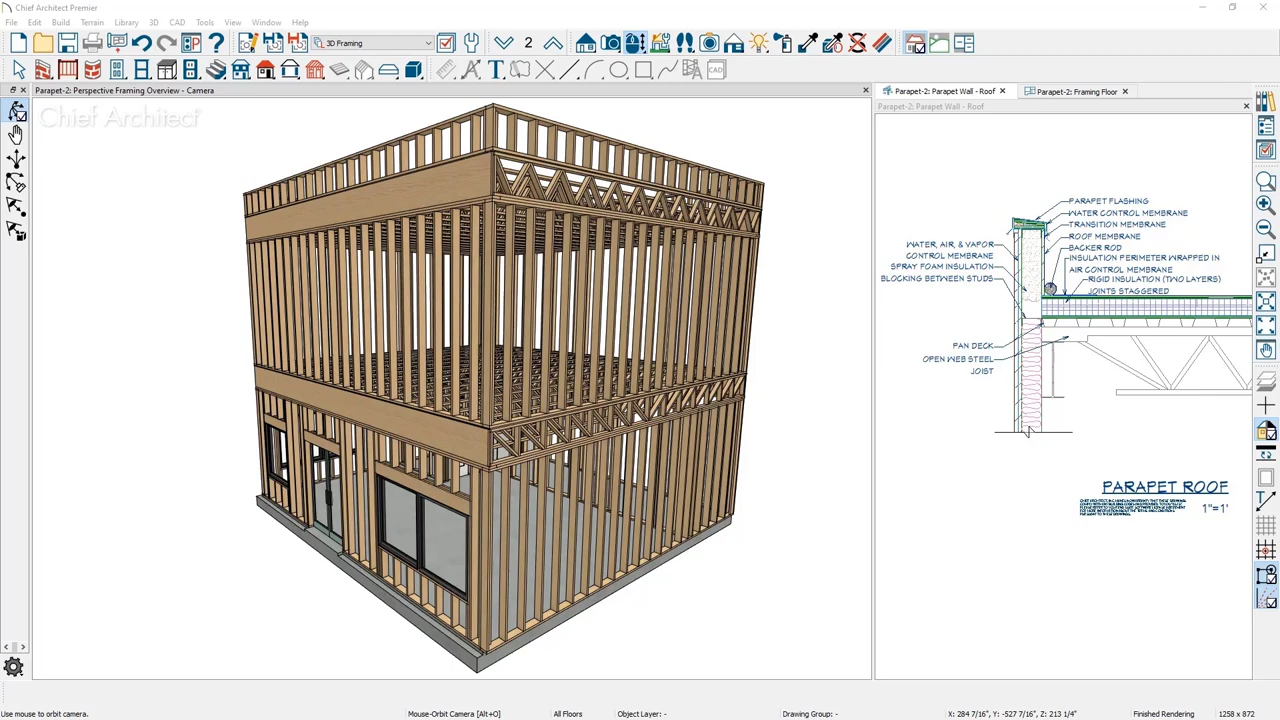 Chief Architect Premier
File Edit Build Terrain Library 3D CAD Tools View Window Help
3D Framing
2
CAD
Parapet-2: Perspective Framing Overview - Camera
Parapet-2: Parapet Wall - Roof
Parapet-2: Framing Floor
Parapet-2: Parapet Wall - Roof
Chief Architect
PARAPET FLASHING
WATER CONTROL MEMBRANE
TRANSITION MEMBRANE
ROOF MEMBRANE
BACKER ROD
INSULATION PERIMETER WRAPPED IN
AIR CONTROL MEMBRANE
RIGID INSULATION (TWO LAYERS)
JOINTS STAGGERED
WATER, AIR, & VAPOR
CONTROL MEMBRANE
SPRAY FOAM INSULATION
BLOCKING BETWEEN STUDS
PAN DECK
OPEN WEB STEEL
JOIST
PARAPET ROOF
1"=1'
Use mouse to orbit camera.
Mouse-Orbit Camera [Alt+O]
All Floors
Object Layer: -
Drawing Group: -
X: 284 7/16", Y: -527 7/16", Z: 213 1/4"
Finished Rendering
1258 x 872